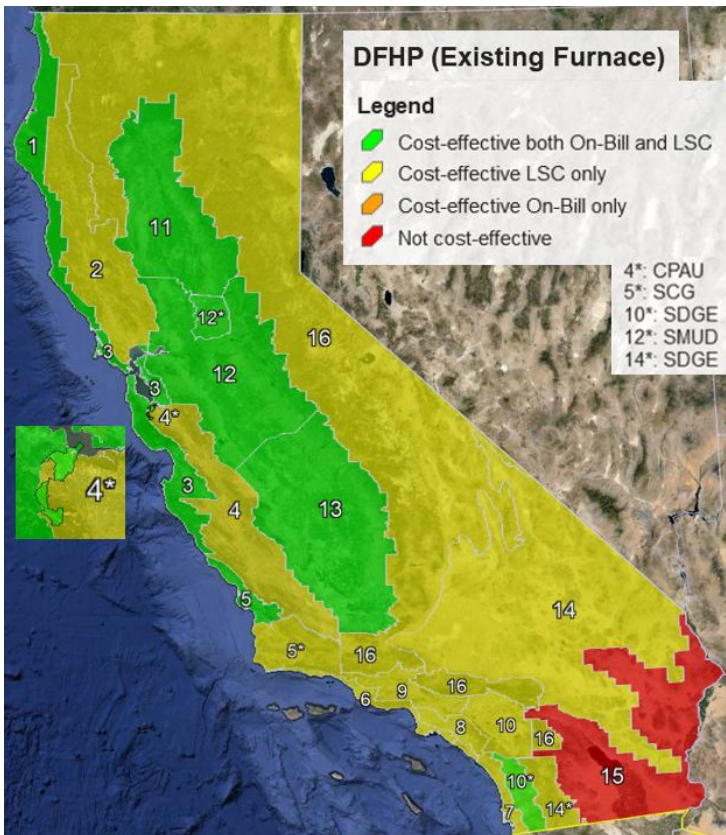 DFHP (Existing Furnace)
Legend
Cost-effective both On-Bill and LSC
Cost-effective LSC only
Cost-effective On-Bill only
Not cost-effective
4*: CPAU
5*: SCG
10*: SDGE
12*: SMUD
14*: SDGE
1
11
2
12*
16
3
12
3
4*
4*
3
4
13
5
14
5*
16
6
9
16
8
10
16
10*
15
7
14*